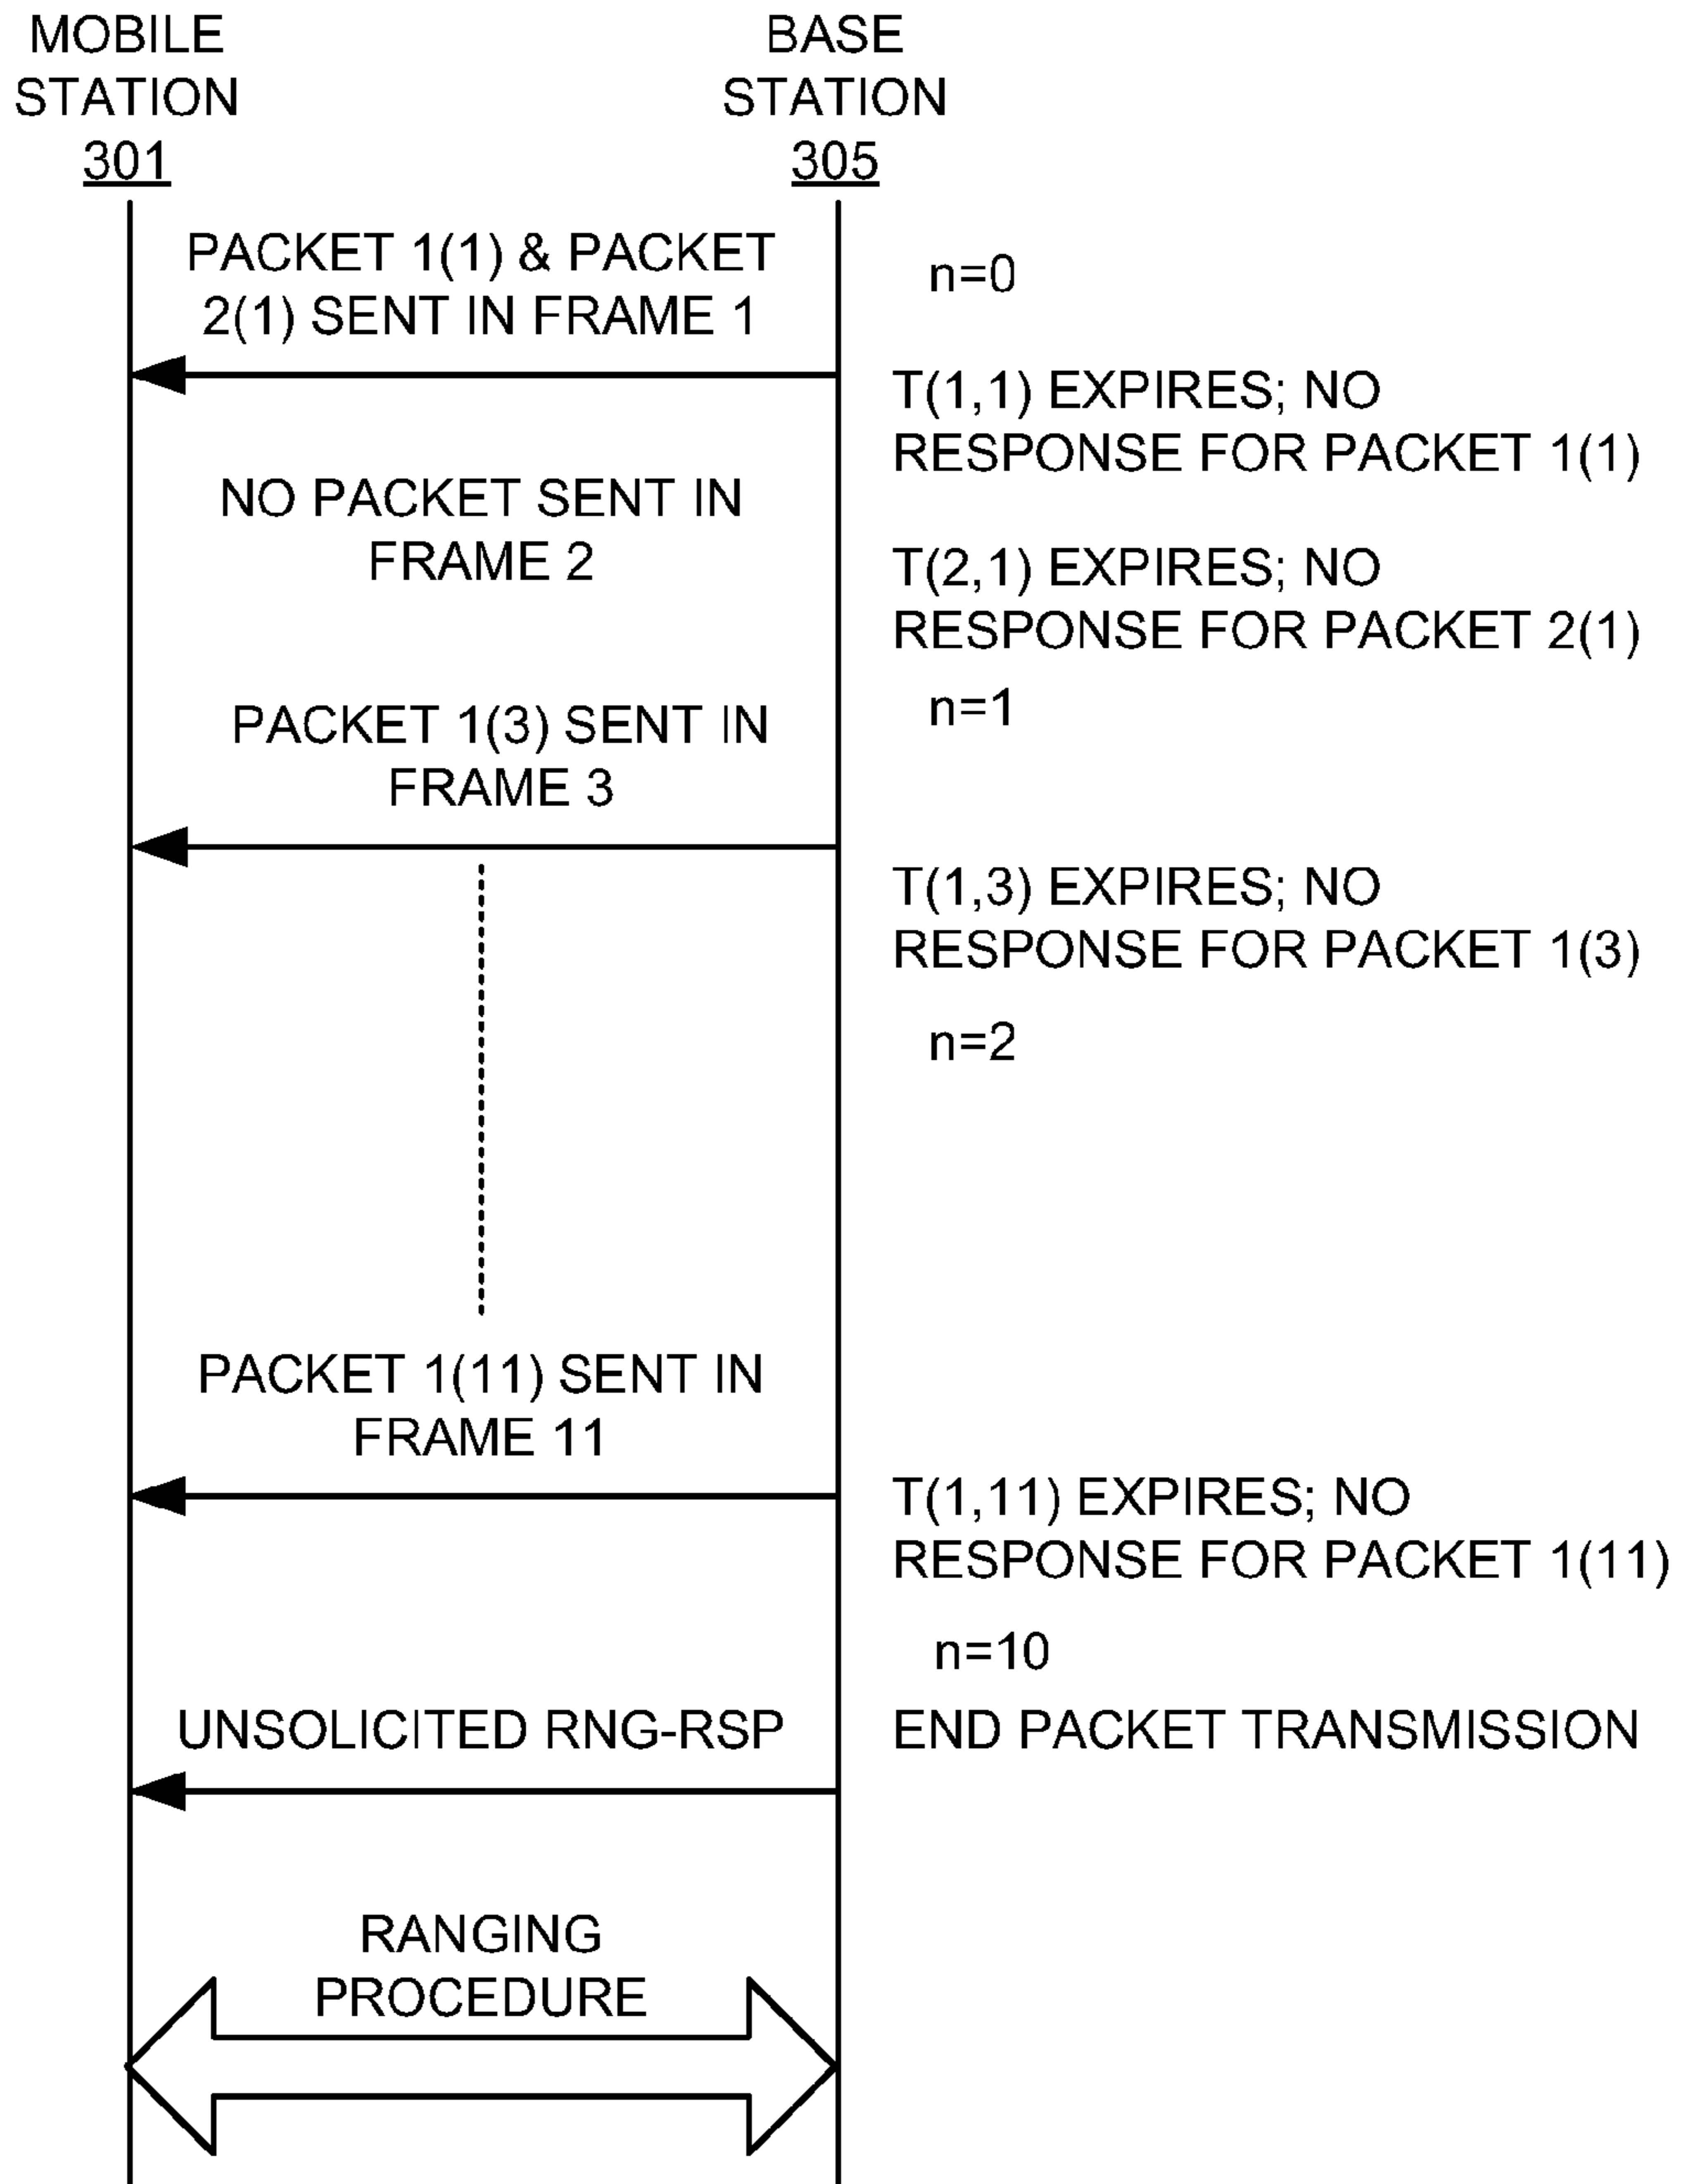 MOBILE
STATION
301
BASE
STATION
305
PACKET 1(1) & PACKET
2(1) SENT IN FRAME 1
n=0
T(1,1) EXPIRES; NO
RESPONSE FOR PACKET 1(1)
NO PACKET SENT IN
FRAME 2
T(2,1) EXPIRES; NO
RESPONSE FOR PACKET 2(1)
n=1
PACKET 1(3) SENT IN
FRAME 3
T(1,3) EXPIRES; NO
RESPONSE FOR PACKET 1(3)
n=2
PACKET 1(11) SENT IN
FRAME 11
T(1,11) EXPIRES; NO
RESPONSE FOR PACKET 1(11)
n=10
UNSOLICITED RNG-RSP
END PACKET TRANSMISSION
RANGING
PROCEDURE